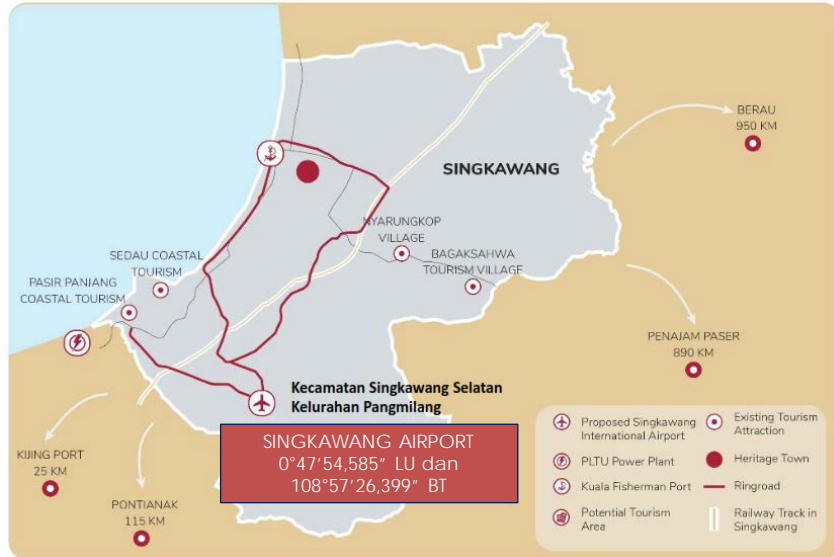 BERAU
950 KM
SINGKAWANG
NYARUNGKOP
VILLAGE
SEDAU COASTAL
TOURISM
BAGAKSAHWA
TOURISM VILLAGE
PASIR PANJANG
COASTAL TOURISM
PENAJAM PASER
890 KM
Kecamatan Singkawang Selatan
Kelurahan Pangmilang
SINGKAWANG AIRPORT
0°47'54,585" LU dan
108°57'26,399" BT
KIJING PORT
25 KM
PONTIANAK
115 KM
Proposed Singkawang
International Airport
PLTU Power Plant
Kuala Fisherman Port
Potential Tourism
Area
Existing Tourism
Attraction
Heritage Town
Ringroad
Railway Track in
Singkawang